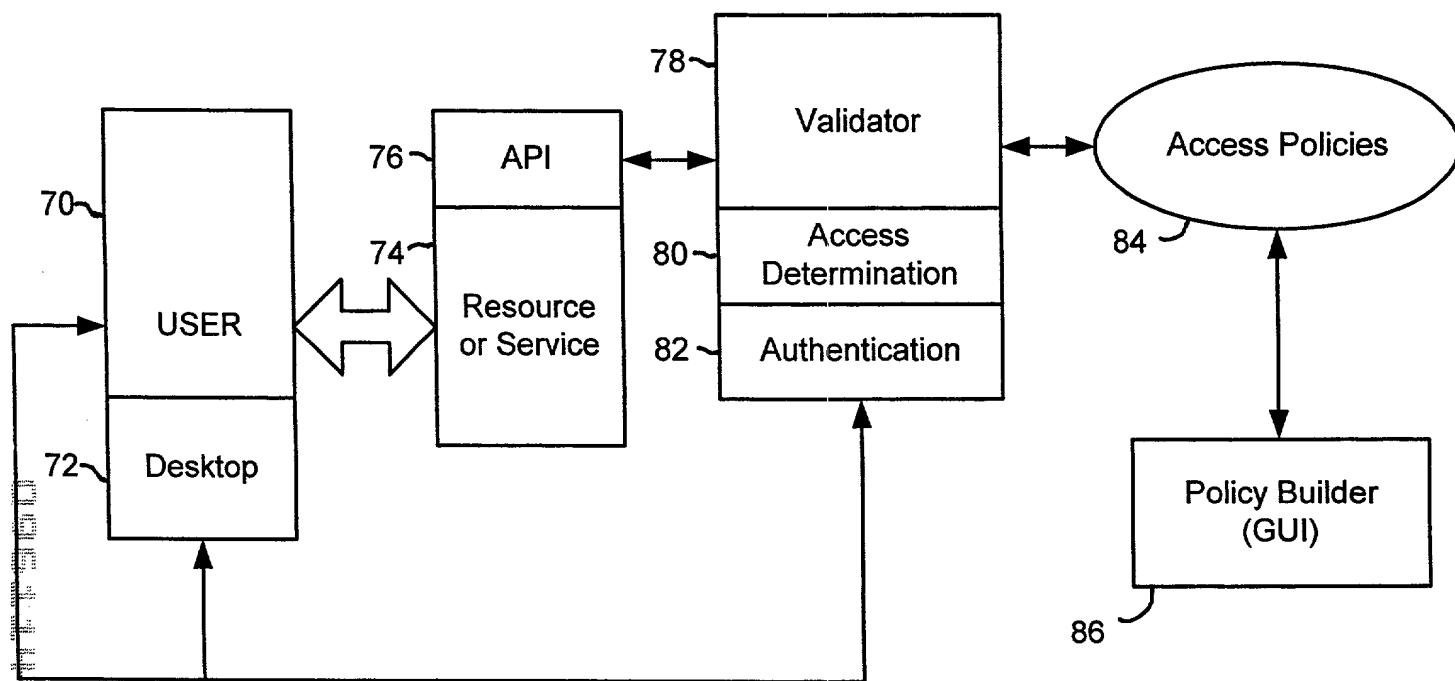 70
USER
72
Desktop
76
API
74
Resource
or Service
78
Validator
80
Access
Determination
82
Authentication
Access Policies
84
Policy Builder
(GUI)
86